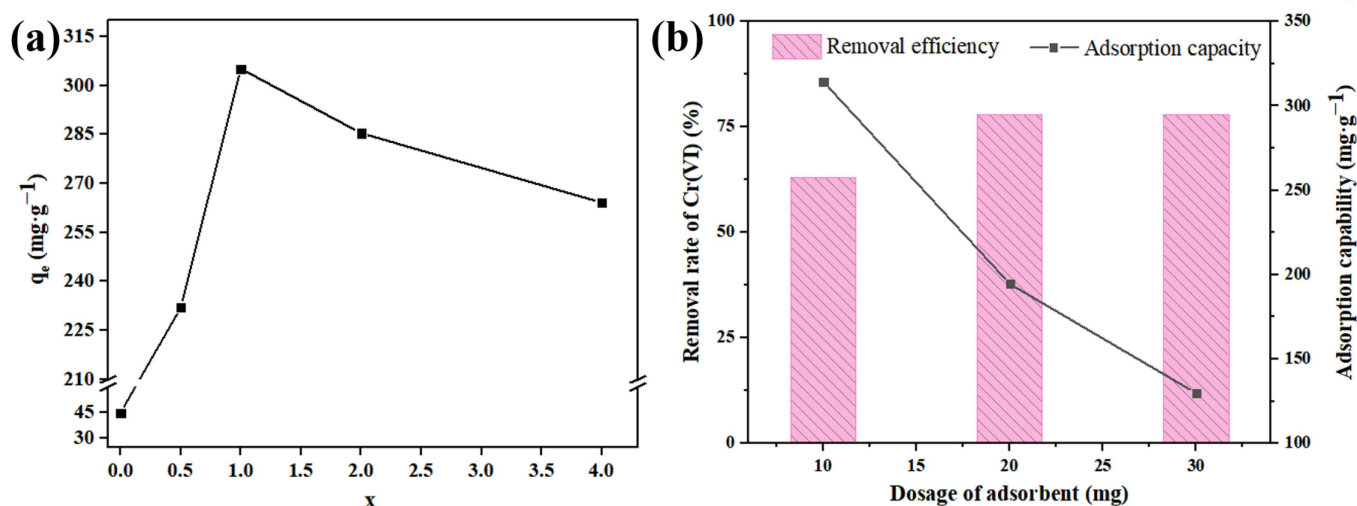 (a)
315
300
285
270
255
240
225
210
45
30
qe (mg·g⁻¹)
0.0 0.5 1.0 1.5 2.0 2.5 3.0 3.5 4.0
x
(b)
Removal efficiency Adsorption capacity
100
75
50
25
0
Removal rate of Cr(VI) (%)
350
300
250
200
150
100
Adsorption capability (mg·g⁻¹)
10 15 20 25 30
Dosage of adsorbent (mg)